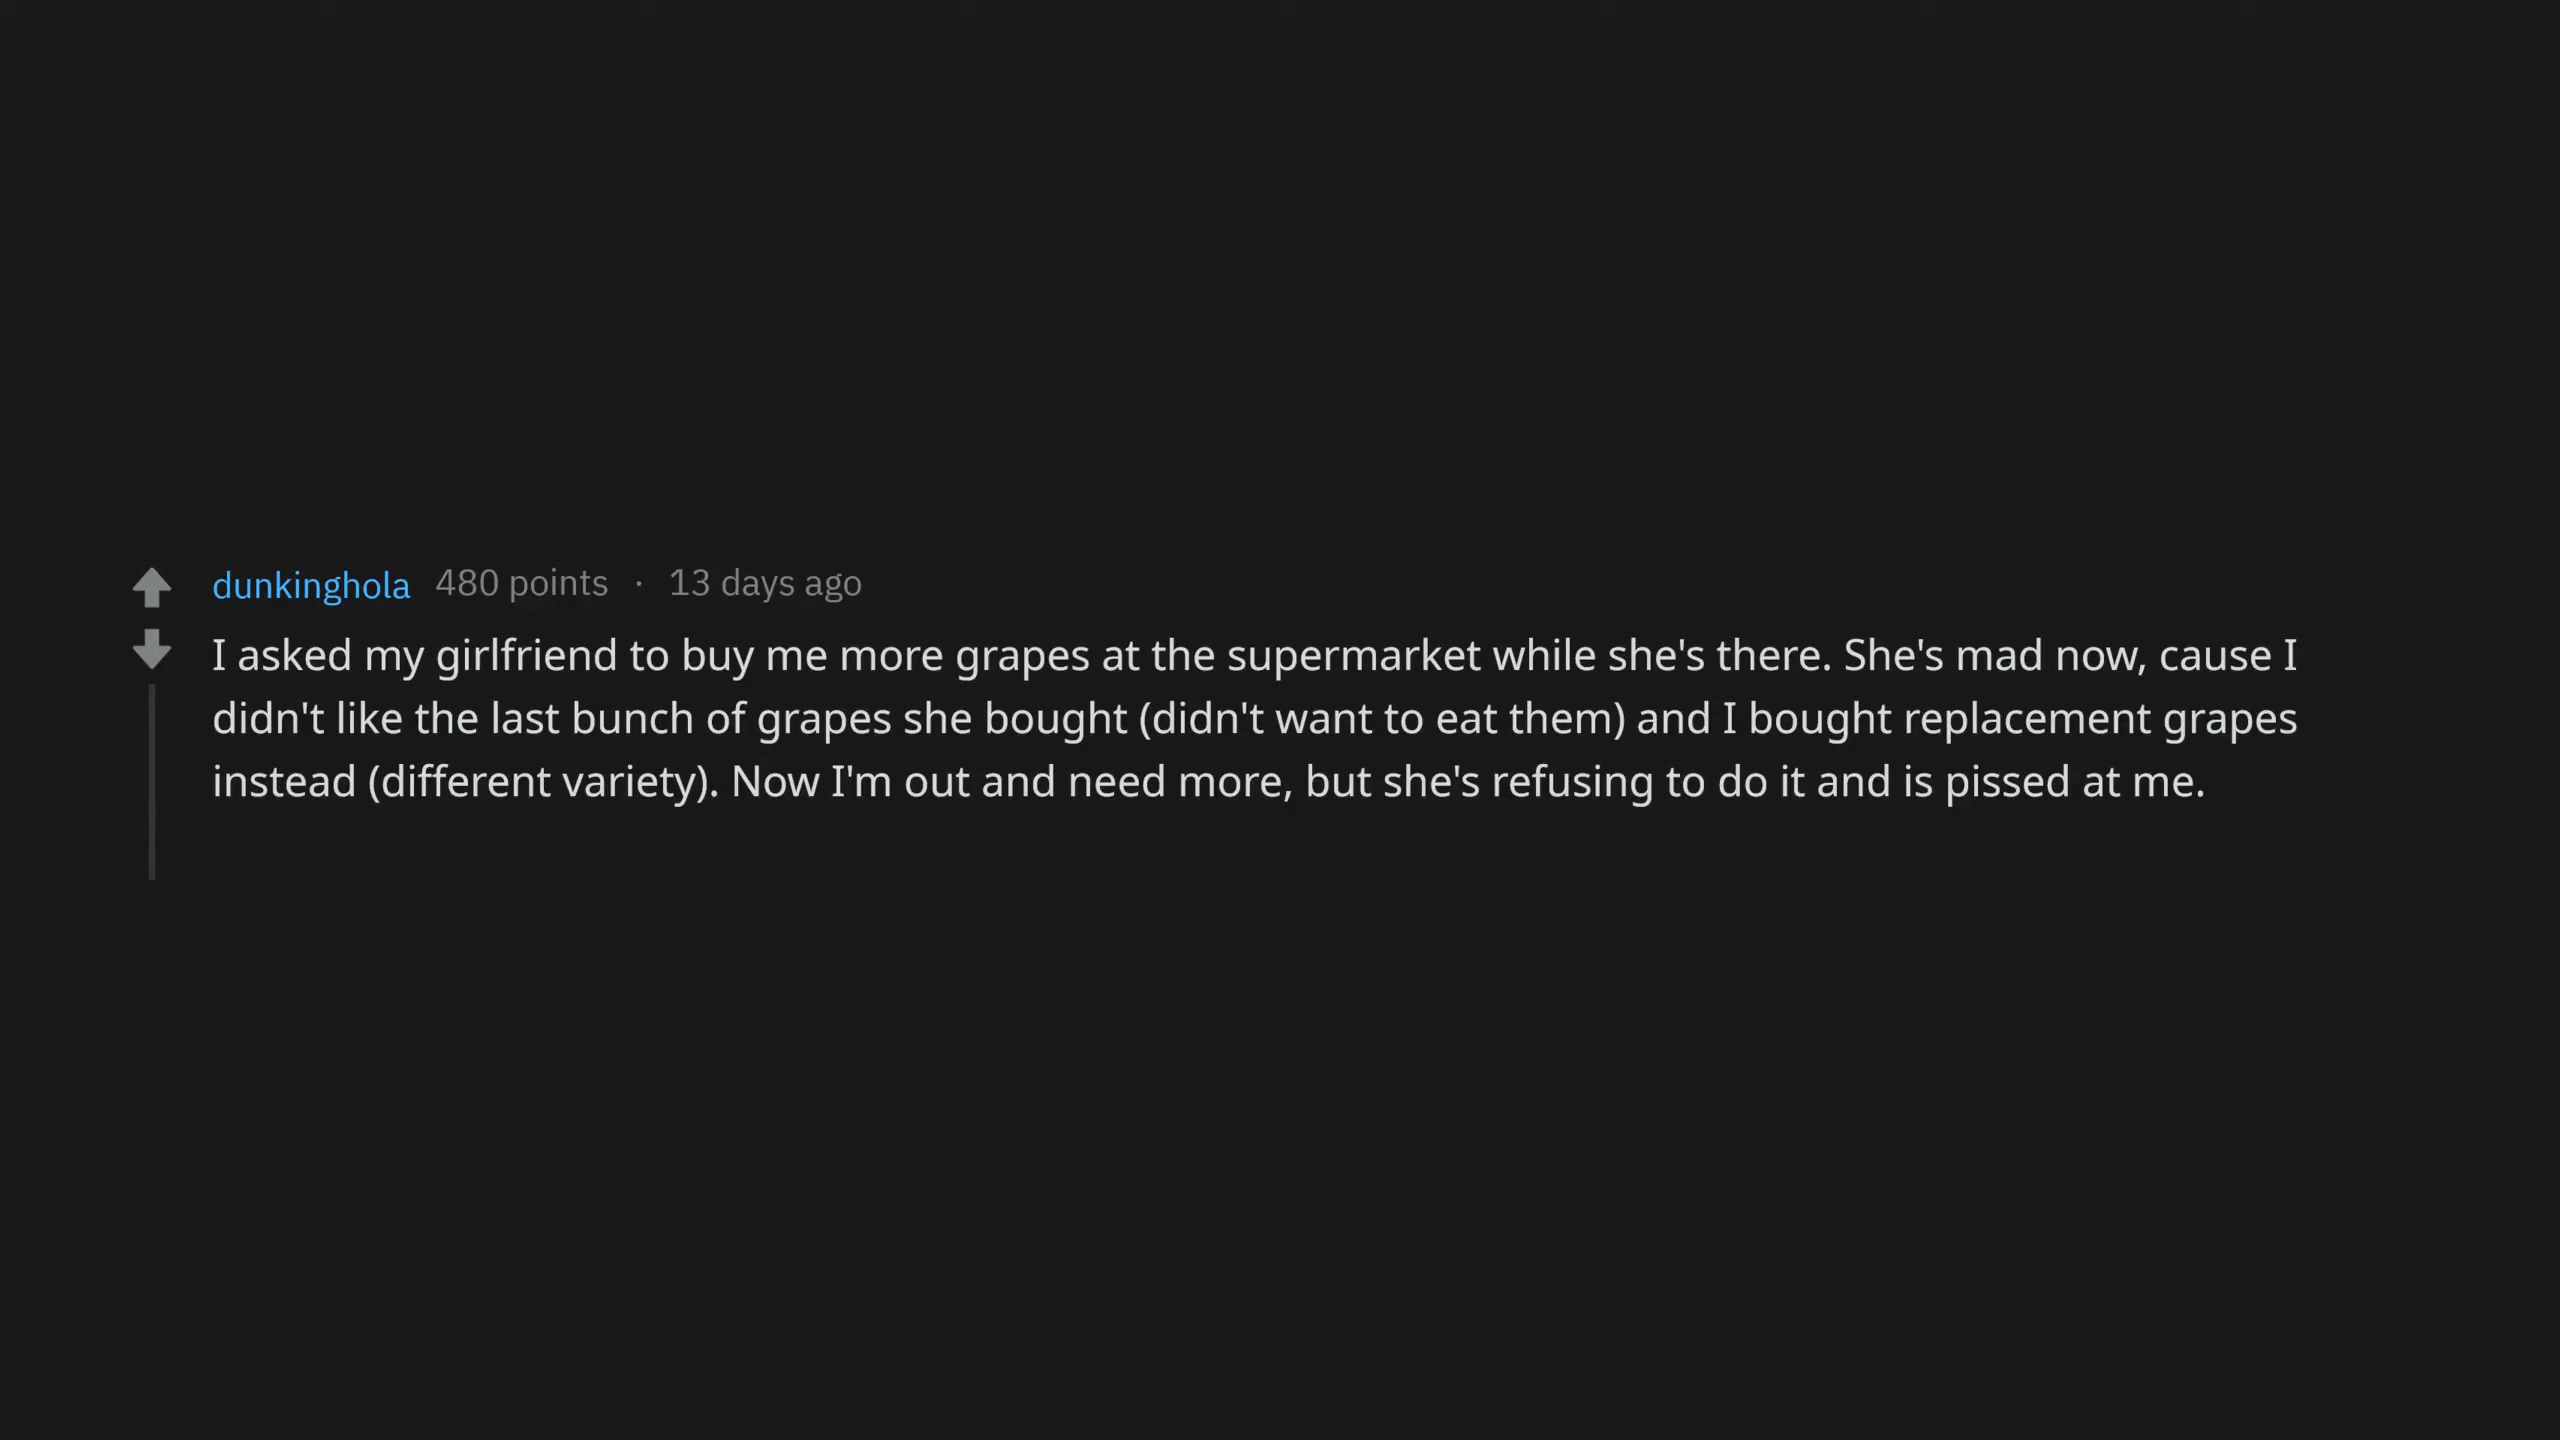 dunkinghola 480 points · 13 days ago
I asked my girlfriend to buy me more grapes at the supermarket while she's there. She's mad now, cause I
didn't like the last bunch of grapes she bought (didn't want to eat them) and I bought replacement grapes
instead (different variety). Now I'm out and need more, but she's refusing to do it and is pissed at me.